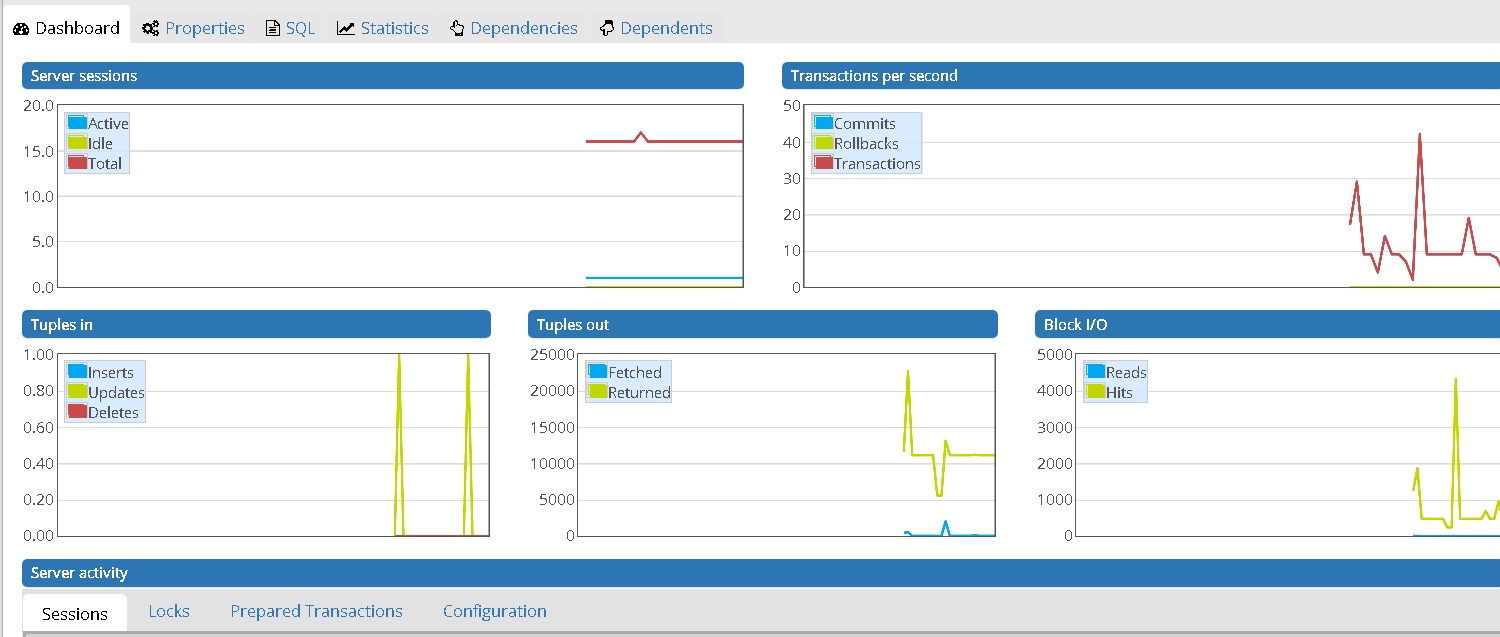 Dashboard Properties SQL Statistics Dependencies Dependents
Server sessions
20.0
15.0
10.0
5.0
0.0
Active
Idle
Total
Transactions per second
50
40
30
20
10
0
Commits
Rollbacks
Transactions
Tuples in
1.00
0.80
0.60
0.40
0.20
0.00
Inserts
Updates
Deletes
Tuples out
25000
20000
15000
10000
5000
0
Fetched
Returned
Block I/O
5000
4000
3000
2000
1000
0
Reads
Hits
Server activity
Sessions Locks Prepared Transactions Configuration